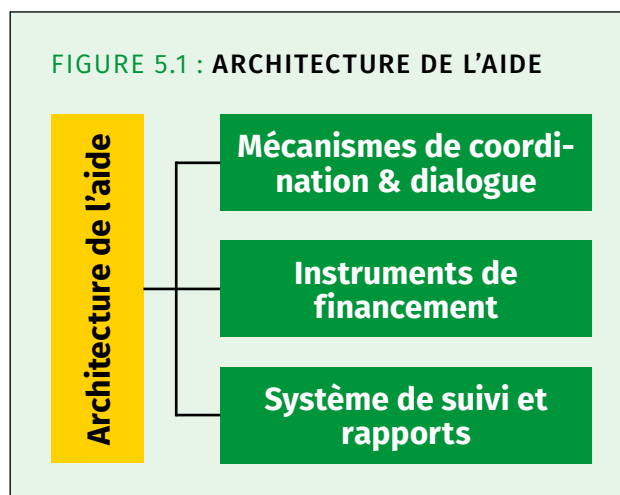 FIGURE 5.1 : ARCHITECTURE DE L’AIDE
Architecture de l’aide
Mécanismes de coordi-
nation & dialogue
Instruments de
financement
Système de suivi et
rapports